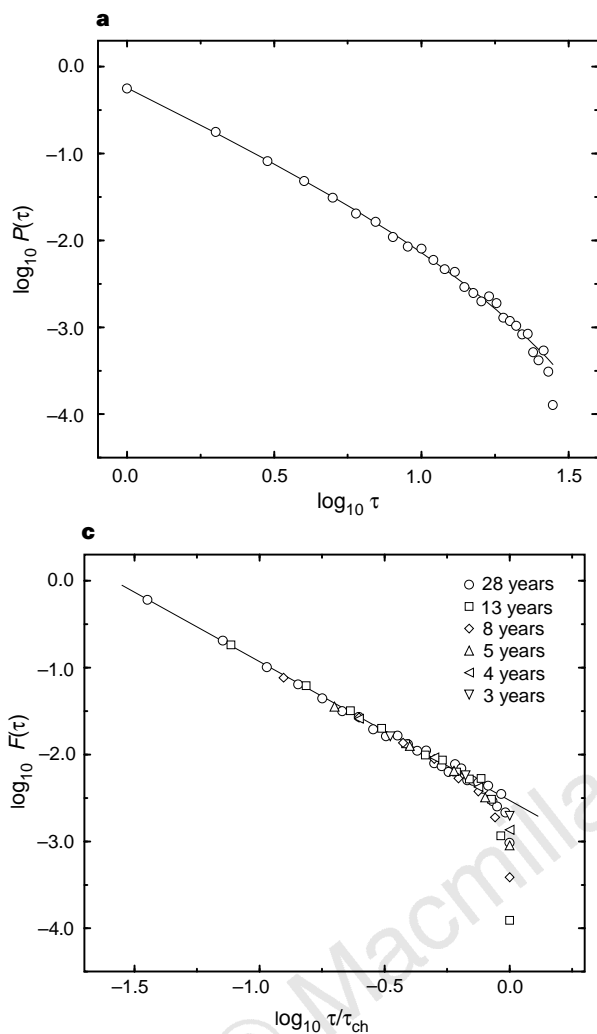 a
0.0
–1.0
–2.0
–3.0
–4.0
log₁₀ P(τ)
0.0 0.5 1.0 1.5
log₁₀ τ
c
0.0
–1.0
–2.0
–3.0
–4.0
log₁₀ F(τ)
28 years
13 years
8 years
5 years
4 years
3 years
–1.5 –1.0 –0.5 0.0
log₁₀ τ/τ_ch
© Macmilla